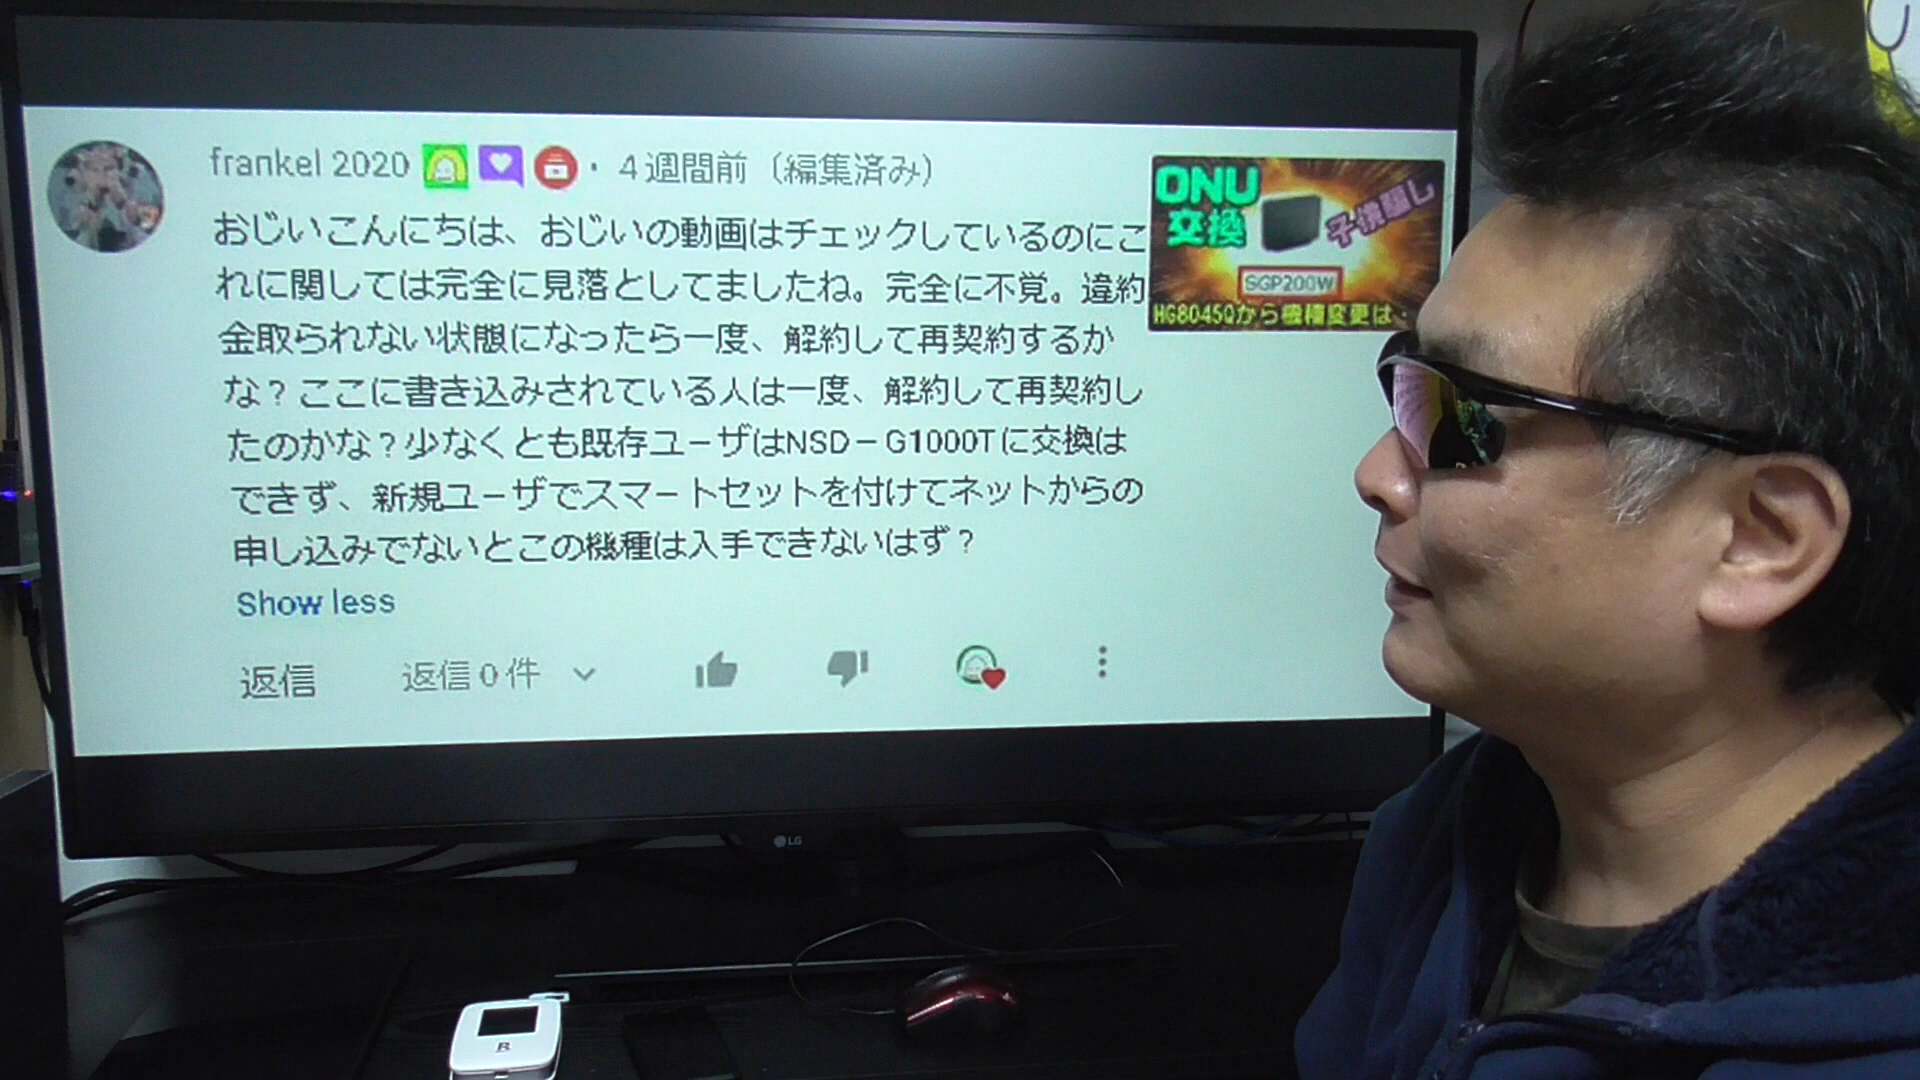 frankel 2020 ・ 4週間前（編集済み）
おじいこんにちは、おじいの動画はチェックしているのにこ
れに関しては完全に見落としてましたね。完全に不覚。違約
金取られない状態になったら一度、解約して再契約するか
な？ここに書き込みされている人は一度、解約して再契約し
たのかな？少なくとも既存ユーザはNSD－G1000Tに交換は
できず、新規ユーザでスマートセットを付けてネットからの
申し込みでないとこの機種は入手できないはず？
Show less
返信 返信 0 件
ONU
交換
子供騙し
SGP200W
HG8045Qから機種変更は・
LG
R